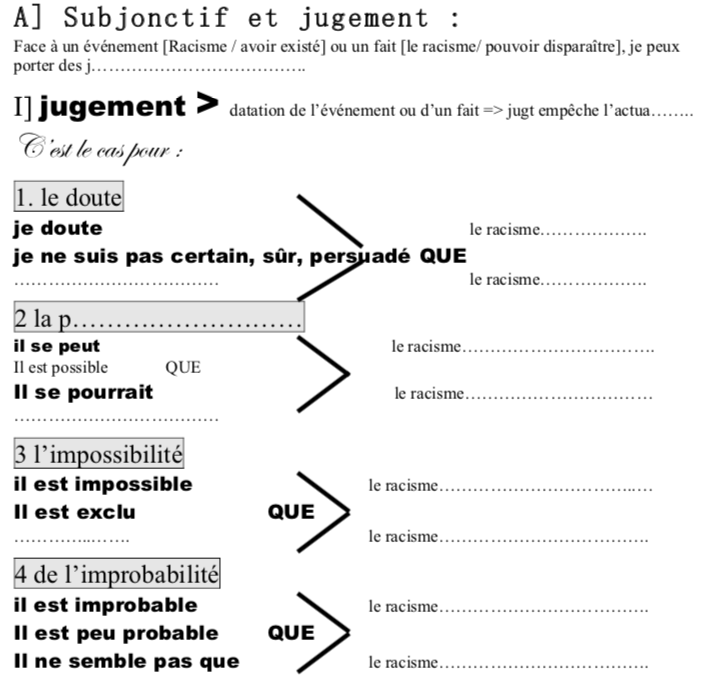 A] Subjonctif et jugement :
Face à un événement [Racisme / avoir existé] ou un fait [le racisme/ pouvoir disparaître], je peux
porter des j…………………………………..
I] jugement > datation de l’événement ou d’un fait => jugt empêche l’actua……..
C’est le cas pour :
1. le doute
je doute le racisme……………….
je ne suis pas certain, sûr, persuadé QUE
……………………………… le racisme……………….
2 la p………………………
il se peut le racisme…………………………….
Il est possible QUE
Il se pourrait le racisme……………………………
………………………………
3 l’impossibilité
il est impossible le racisme……………………………..…
Il est exclu QUE
…………..……. le racisme……………………………….
4 de l’improbabilité
il est improbable le racisme……………………………….
Il est peu probable QUE
Il ne semble pas que le racisme……………………………….